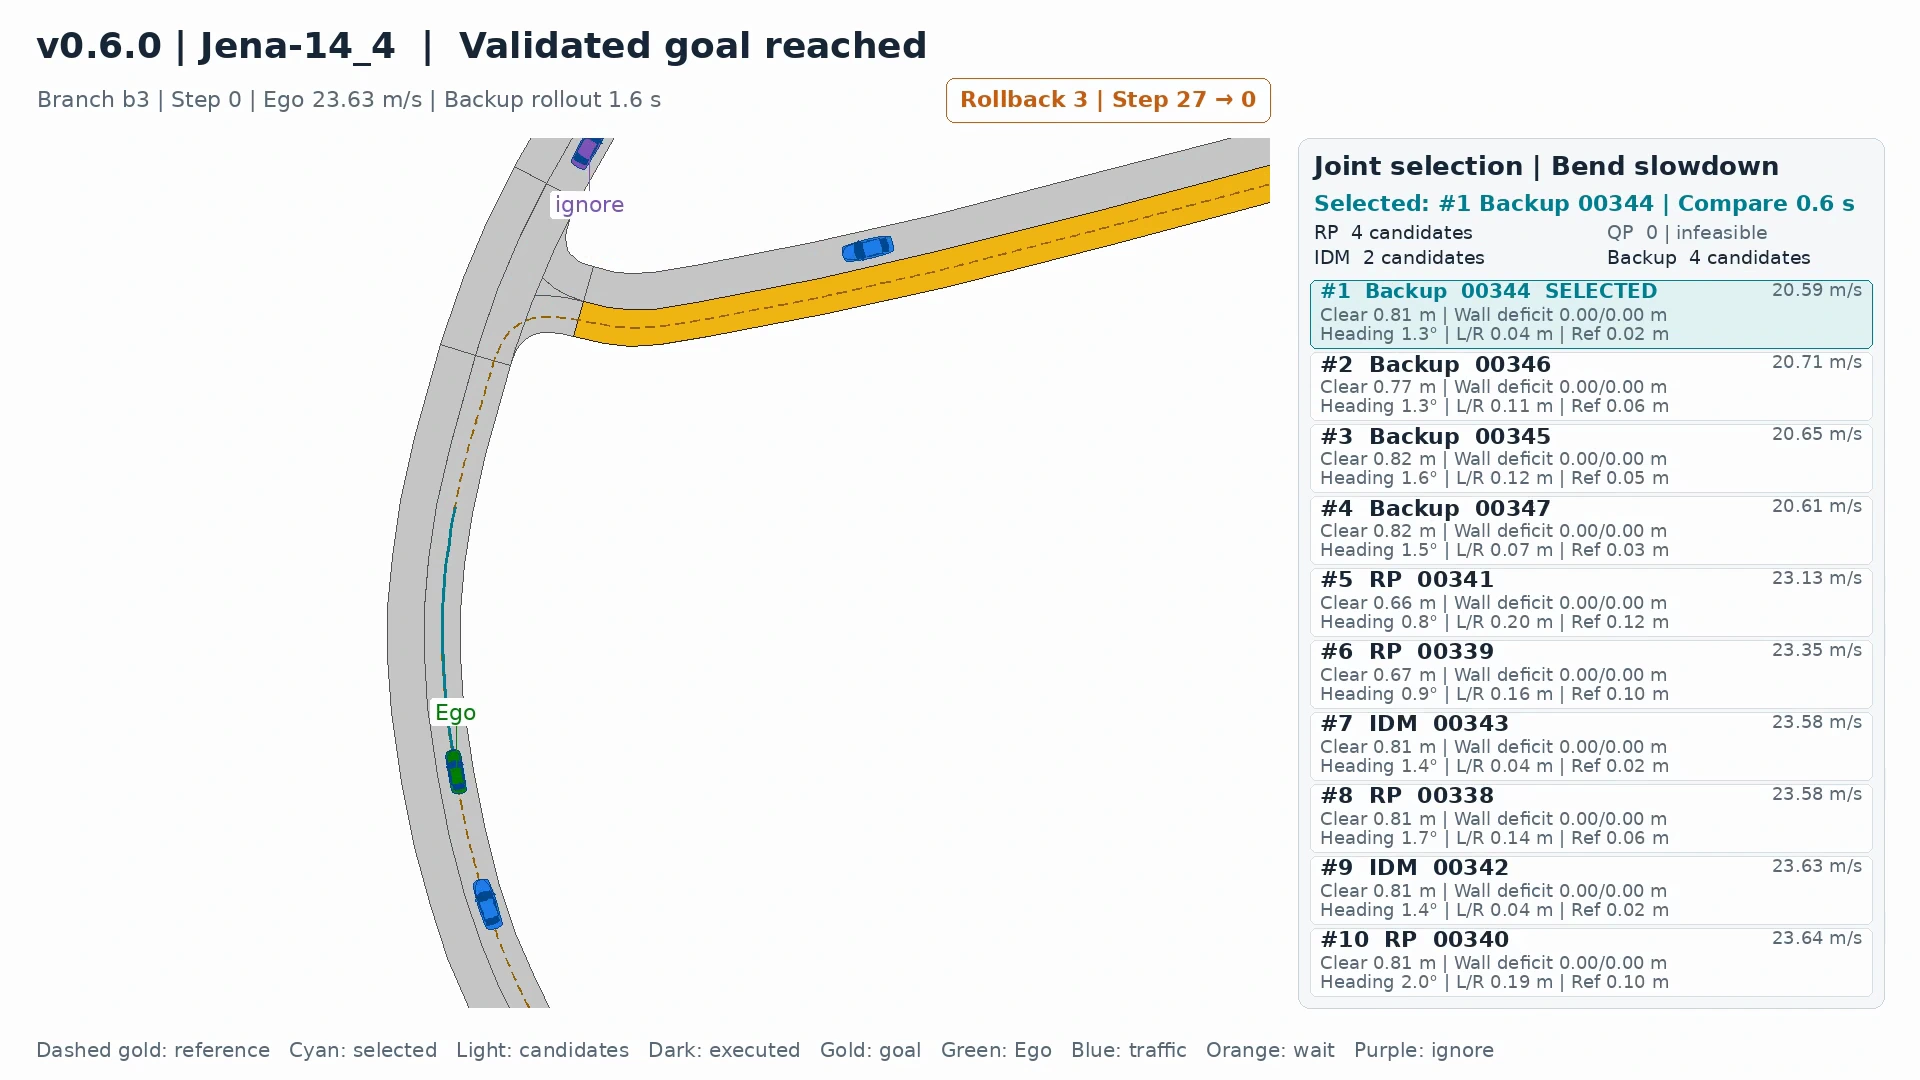 v0.6.0 | Jena-14_4 | Validated goal reached
Branch b3 | Step 0 | Ego 23.63 m/s | Backup rollout 1.6 s
Rollback 3 | Step 27 → 0
ignore
Ego
Joint selection | Bend slowdown
Selected: #1 Backup 00344 | Compare 0.6 s
RP 4 candidates QP 0 | infeasible
IDM 2 candidates Backup 4 candidates
#1 Backup 00344 SELECTED 20.59 m/s
Clear 0.81 m | Wall deficit 0.00/0.00 m
Heading 1.3° | L/R 0.04 m | Ref 0.02 m
#2 Backup 00346 20.71 m/s
Clear 0.77 m | Wall deficit 0.00/0.00 m
Heading 1.3° | L/R 0.11 m | Ref 0.06 m
#3 Backup 00345 20.65 m/s
Clear 0.82 m | Wall deficit 0.00/0.00 m
Heading 1.6° | L/R 0.12 m | Ref 0.05 m
#4 Backup 00347 20.61 m/s
Clear 0.82 m | Wall deficit 0.00/0.00 m
Heading 1.5° | L/R 0.07 m | Ref 0.03 m
#5 RP 00341 23.13 m/s
Clear 0.66 m | Wall deficit 0.00/0.00 m
Heading 0.8° | L/R 0.20 m | Ref 0.12 m
#6 RP 00339 23.35 m/s
Clear 0.67 m | Wall deficit 0.00/0.00 m
Heading 0.9° | L/R 0.16 m | Ref 0.10 m
#7 IDM 00343 23.58 m/s
Clear 0.81 m | Wall deficit 0.00/0.00 m
Heading 1.4° | L/R 0.04 m | Ref 0.02 m
#8 RP 00338 23.58 m/s
Clear 0.81 m | Wall deficit 0.00/0.00 m
Heading 1.7° | L/R 0.14 m | Ref 0.06 m
#9 IDM 00342 23.63 m/s
Clear 0.81 m | Wall deficit 0.00/0.00 m
Heading 1.4° | L/R 0.04 m | Ref 0.02 m
#10 RP 00340 23.64 m/s
Clear 0.81 m | Wall deficit 0.00/0.00 m
Heading 2.0° | L/R 0.19 m | Ref 0.10 m
Dashed gold: reference Cyan: selected Light: candidates Dark: executed Gold: goal Green: Ego Blue: traffic Orange: wait Purple: ignore